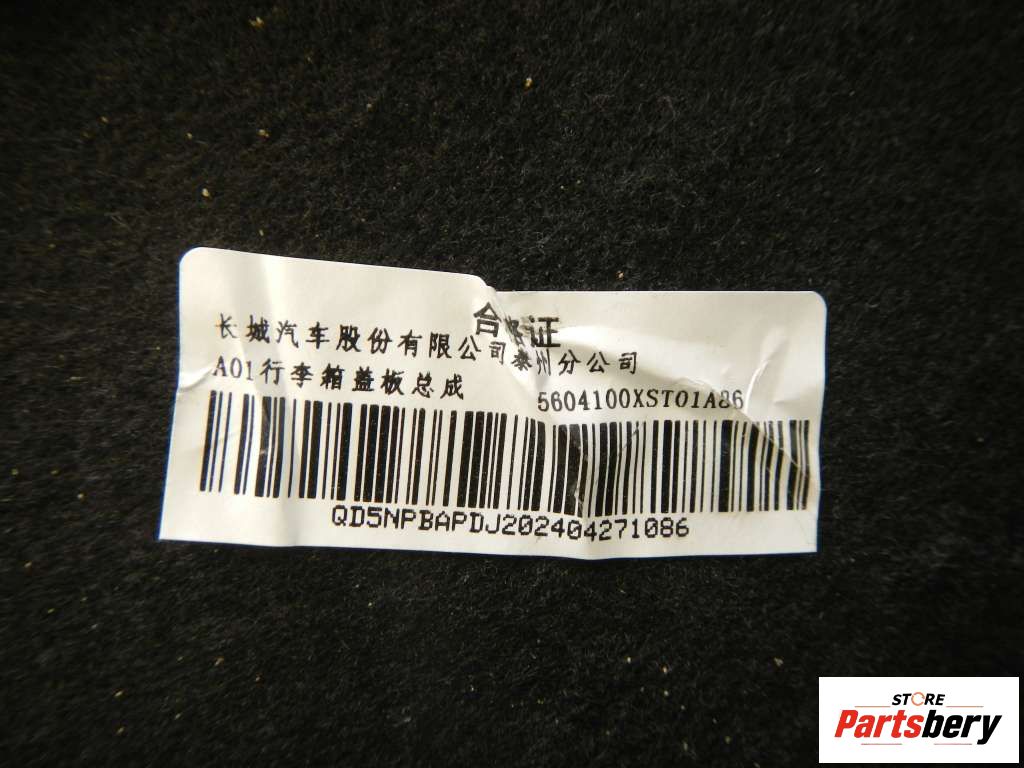 合格证
长城汽车股份有限公司泰州分公司
A01行李箱盖板总成 5604100XST01A86
QD5NPBAPDJ202404271086
STORE
Partsbery